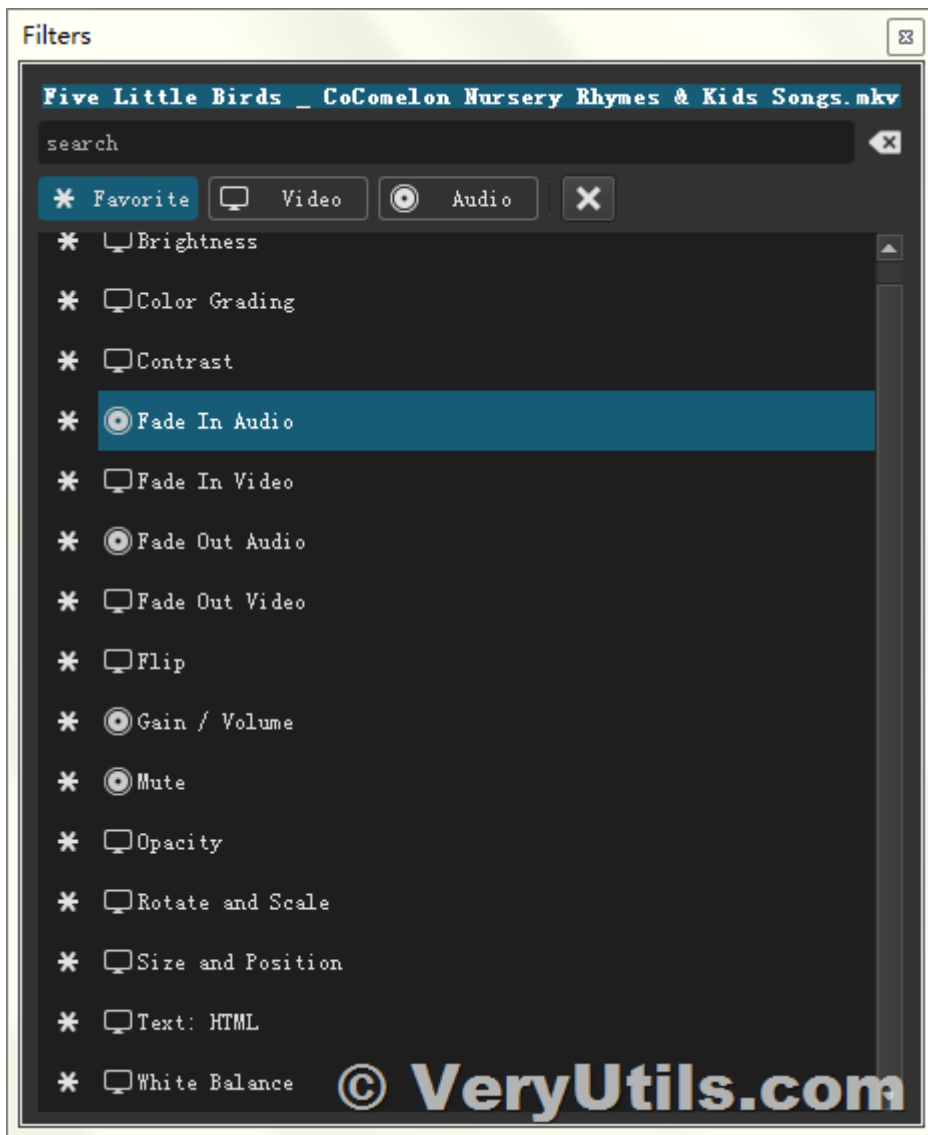 Filters
Five Little Birds _ CoComelon Nursery Rhymes & Kids Songs.mkv
search
Favorite Video Audio
Brightness
Color Grading
Contrast
Fade In Audio
Fade In Video
Fade Out Audio
Fade Out Video
Flip
Gain / Volume
Mute
Opacity
Rotate and Scale
Size and Position
Text: HTML
White Balance
© VeryUtils.com